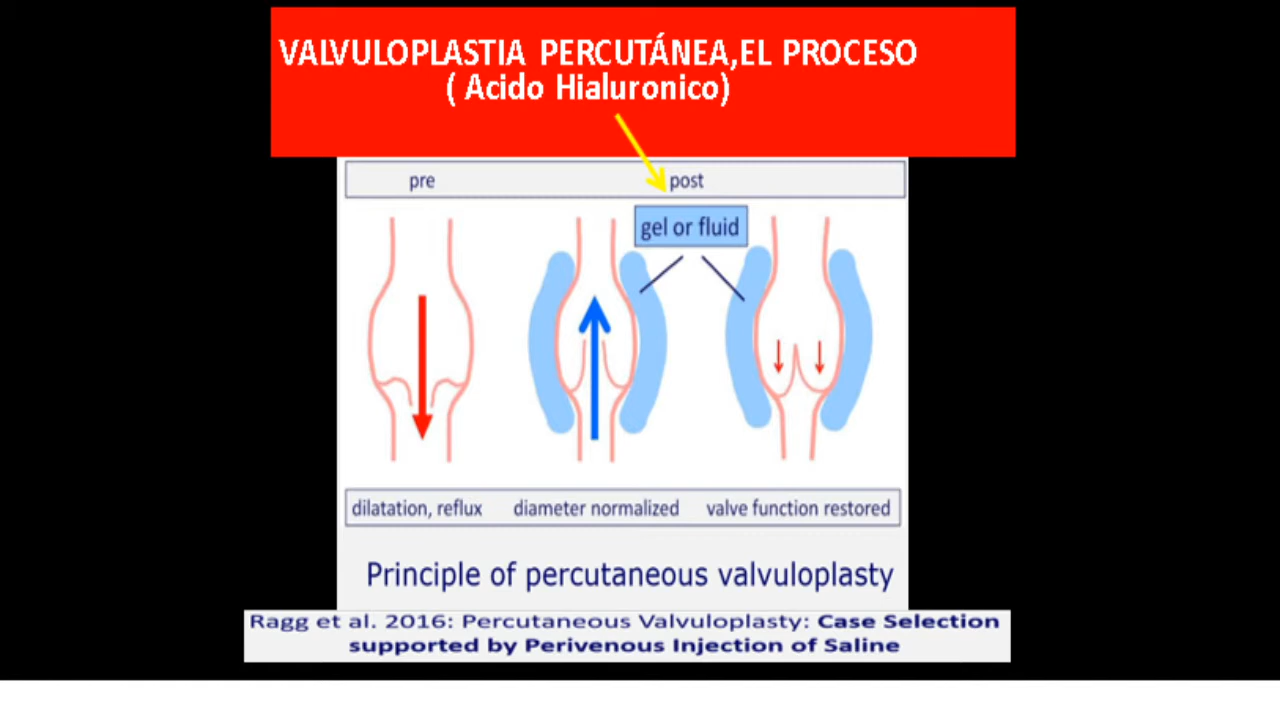 VALVULOPLASTIA PERCUTÁNEA,EL PROCESO
( Acido Hialuronico)
pre
post
gel or fluid
dilatation, reflux
diameter normalized
valve function restored
Principle of percutaneous valvuloplasty
Ragg et al. 2016: Percutaneous Valvuloplasty: Case Selection
supported by Perivenous Injection of Saline